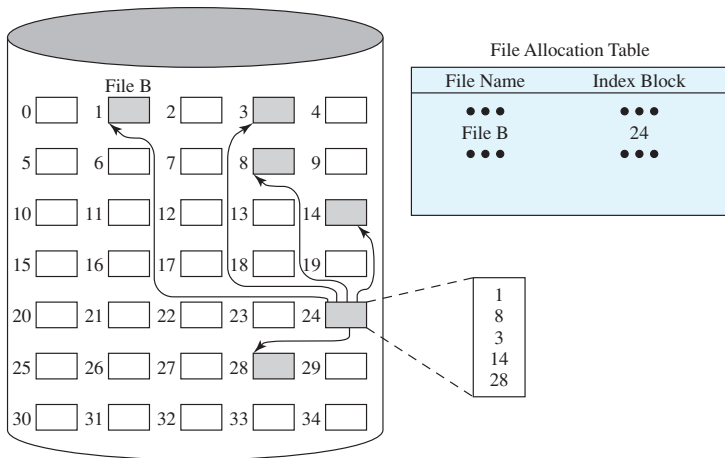 File B
0 1 2 3 4
5 6 7 8 9
10 11 12 13 14
15 16 17 18 19
20 21 22 23 24
25 26 27 28 29
30 31 32 33 34
File Allocation Table
File Name Index Block
••• •••
File B 24
••• •••
1
8
3
14
28